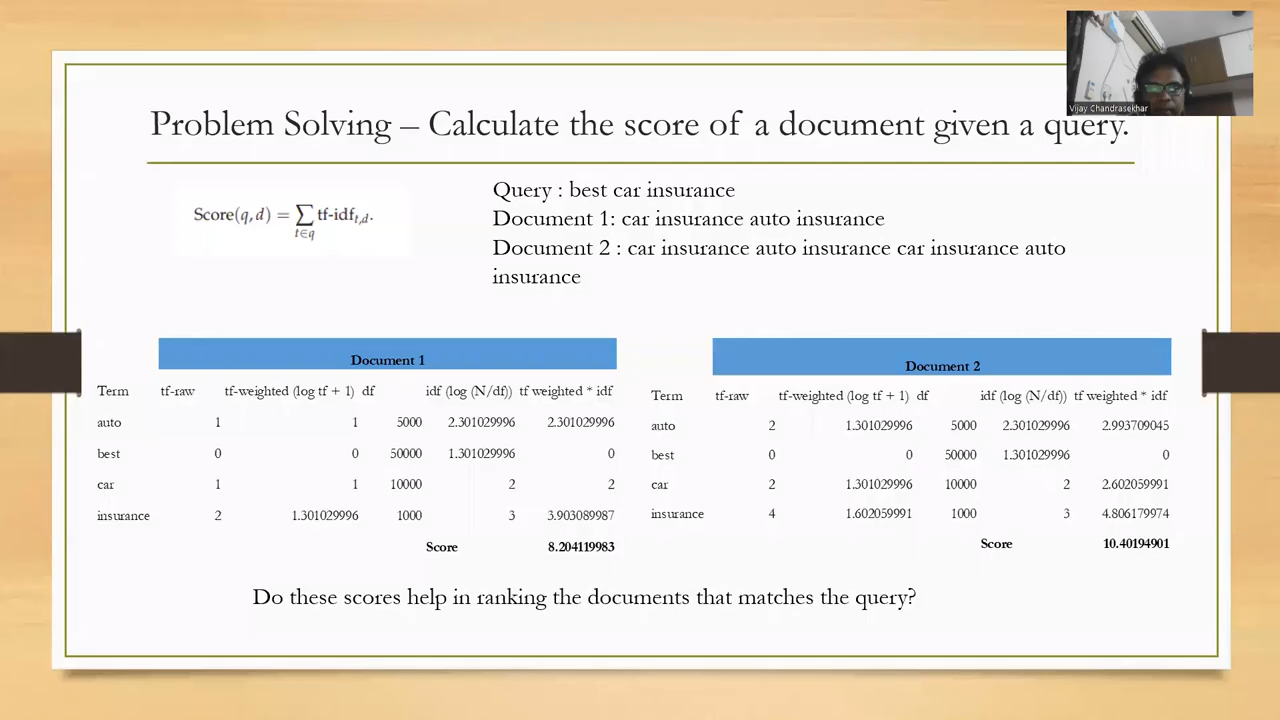 Vijay Chandrasekhar
Problem Solving – Calculate the score of a document given a query.
Score(q,d) = ∑ tf-idf t,d.
t∈q
Query : best car insurance
Document 1: car insurance auto insurance
Document 2 : car insurance auto insurance car insurance auto
insurance
Document 1
Term tf-raw tf-weighted (log tf + 1) df idf (log (N/df)) tf weighted * idf
auto 1 1 5000 2.301029996 2.301029996
best 0 0 50000 1.301029996 0
car 1 1 10000 2 2
insurance 2 1.301029996 1000 3 3.903089987
Score 8.204119983
Document 2
Term tf-raw tf-weighted (log tf + 1) df idf (log (N/df)) tf weighted * idf
auto 2 1.301029996 5000 2.301029996 2.993709045
best 0 0 50000 1.301029996 0
car 2 1.301029996 10000 2 2.602059991
insurance 4 1.602059991 1000 3 4.806179974
Score 10.40194901
Do these scores help in ranking the documents that matches the query?